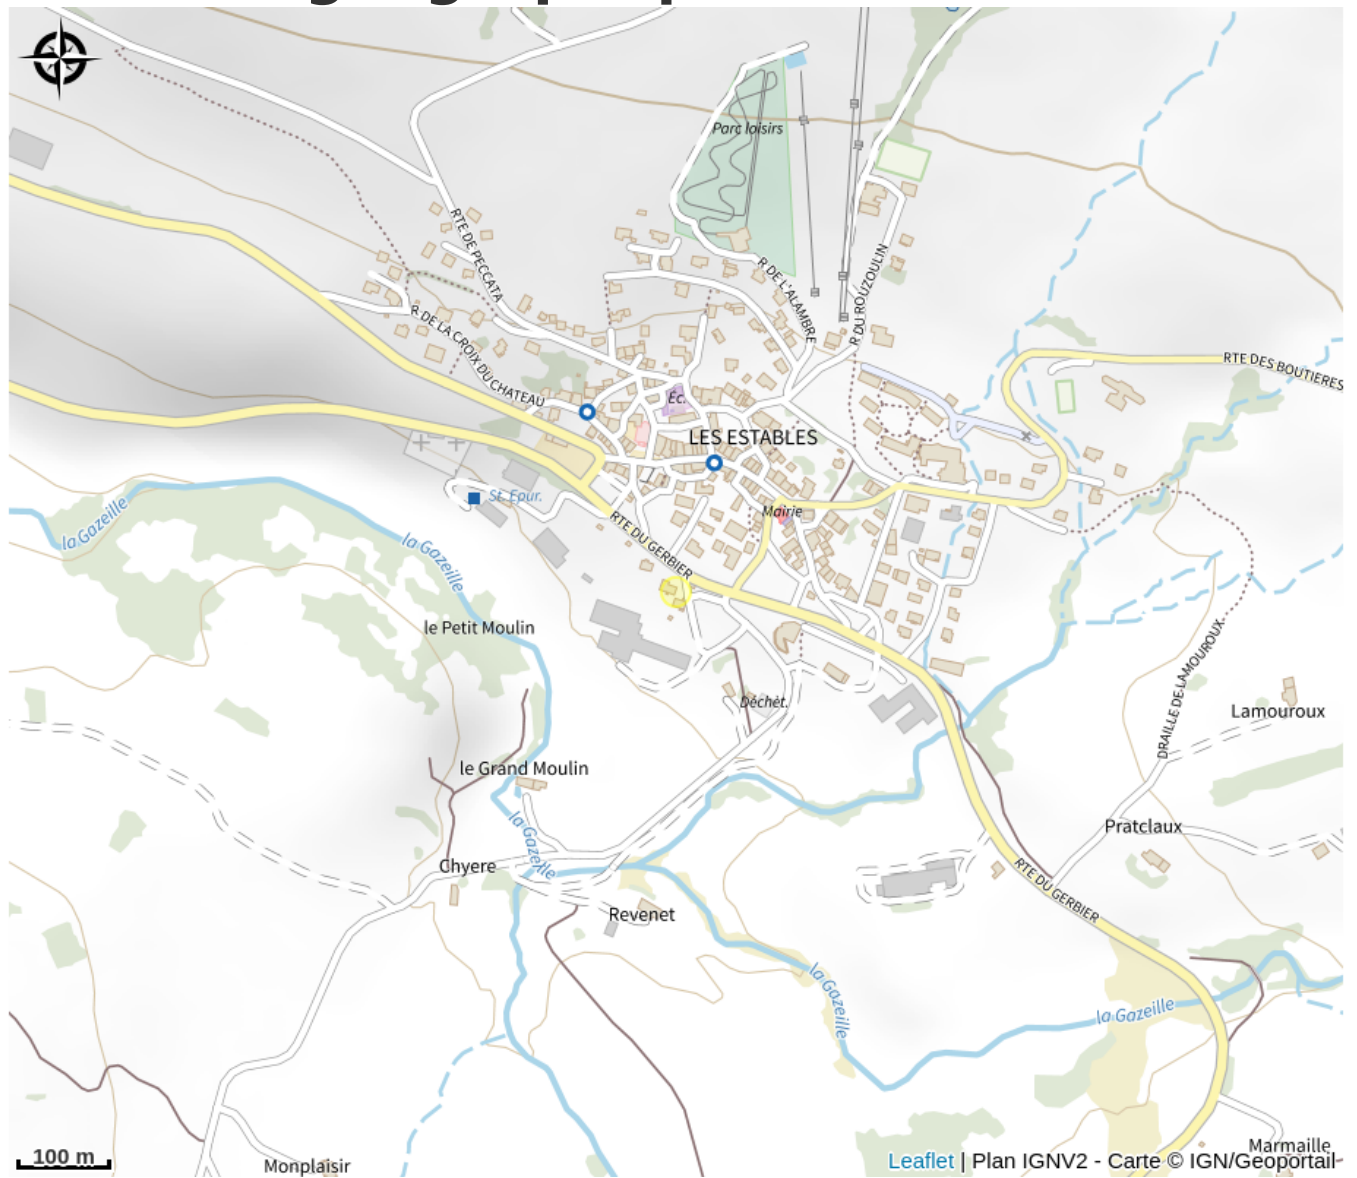 Parc loisirs
RTE DE PECCATA
R DE L'ALAMBRE
R DU ROUZOULIN
R DE LA CROIX DU CHATEAU
RTE DES BOUTIERES
Éc.
LES ESTABLES
St. Epur.
Mairie
la Gazeille
la Gazeille
RTE DU GERBIER
le Petit Moulin
DRAILLE DE LAMOUROUX
Déchèt.
Lamouroux
le Grand Moulin
la Gazeille
Pratclaux
Chyere
RTE DU GERBIER
Revenet
la Gazeille
la Gazeille
100 m
Monplaisir
Marmaille
Leaflet | Plan IGNV2 - Carte © IGN/Geoportail